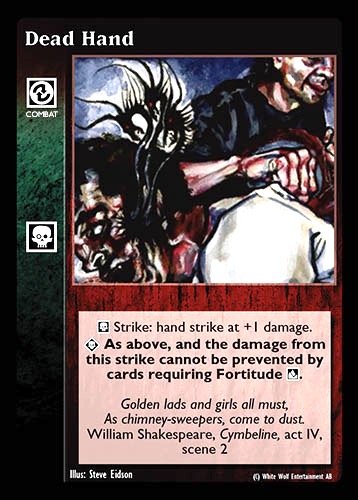 Dead Hand
COMBAT
Strike: hand strike at +1 damage.
As above, and the damage from
this strike cannot be prevented by
cards requiring Fortitude .
Golden lads and girls all must,
As chimney-sweepers, come to dust.
William Shakespeare, Cymbeline, act IV,
scene 2
Illus: Steve Eidson
(C) White Wolf Entertainment AB